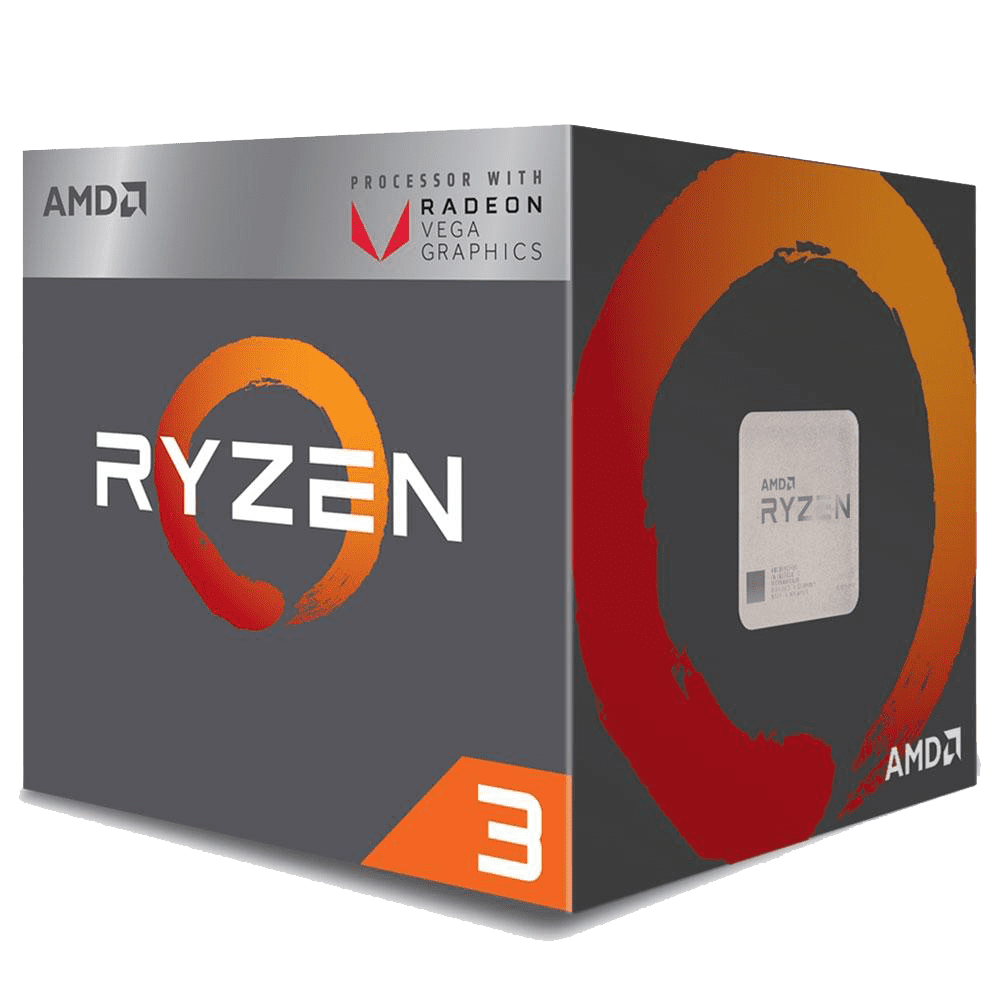 AMD
PROCESSOR WITH
RADEON
VEGA
GRAPHICS
RYZEN
3
AMD
RYZEN
AMD